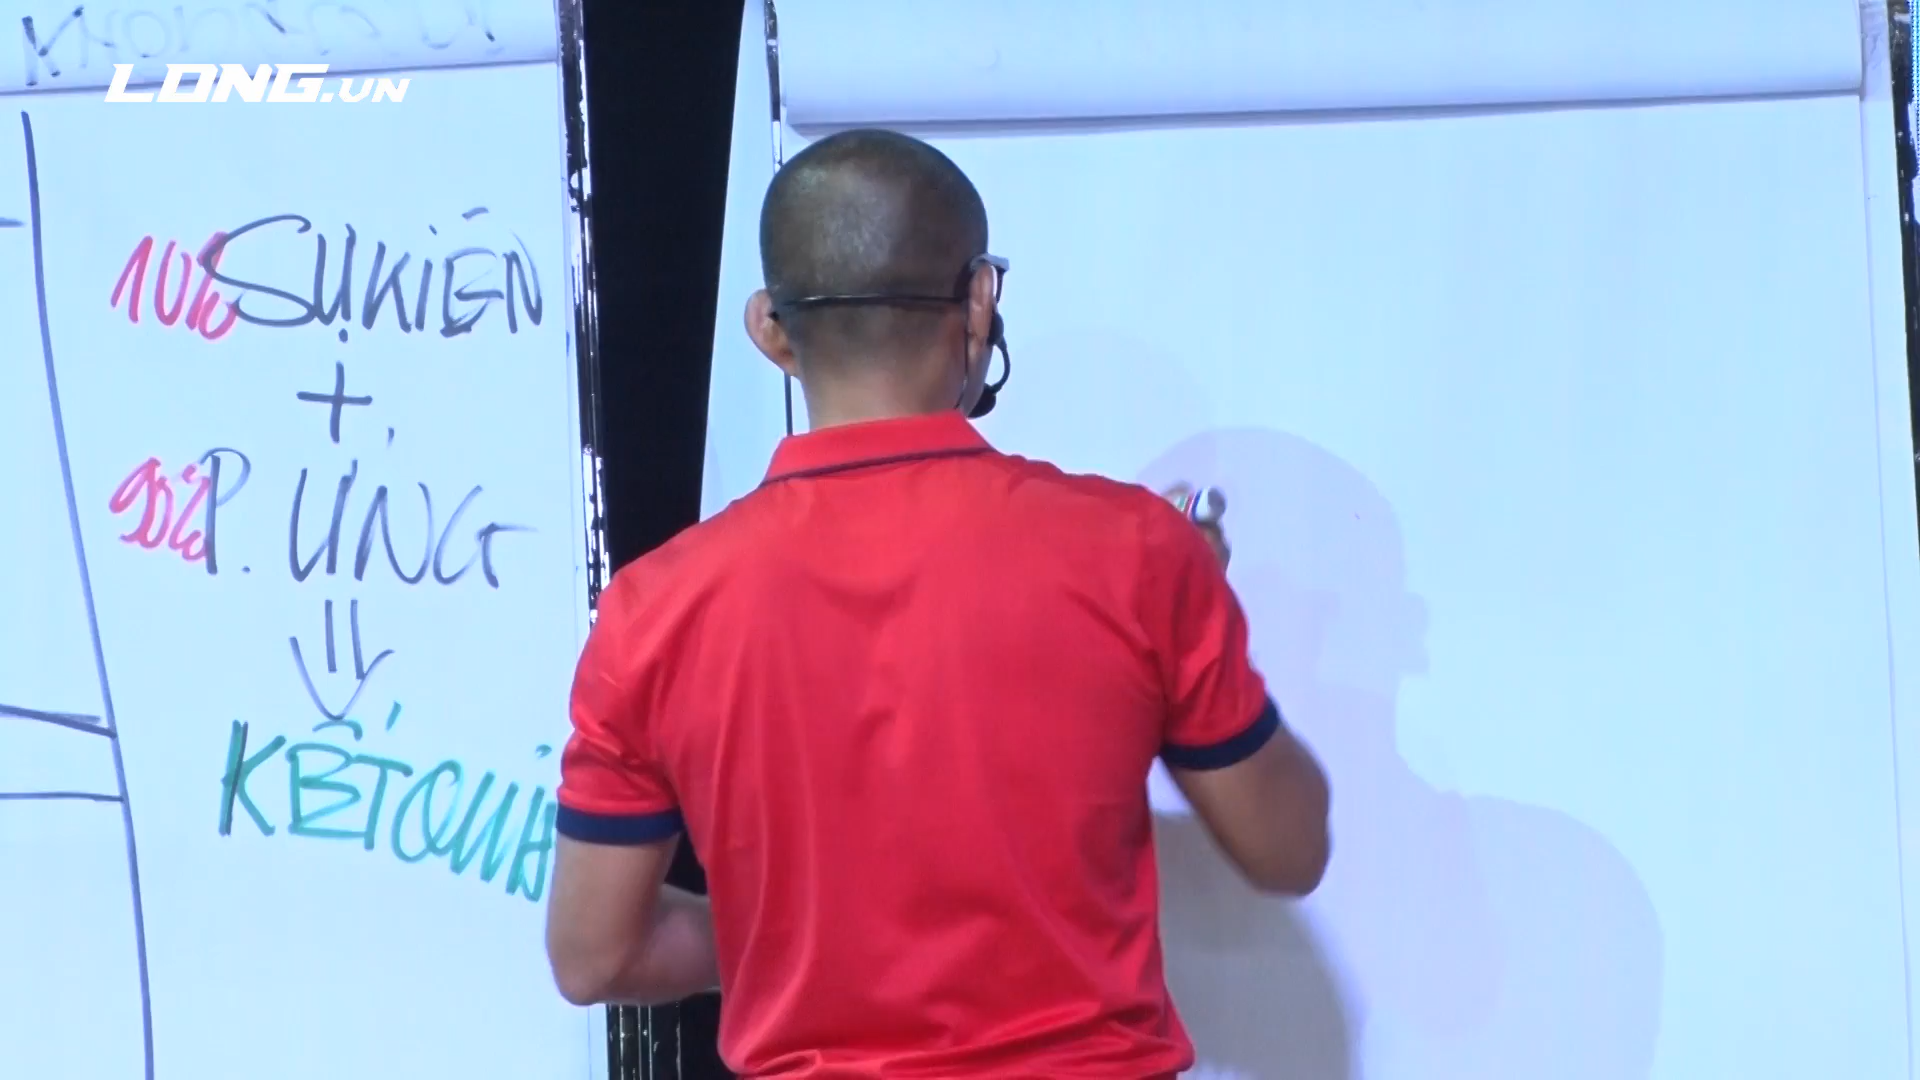 LONG.VN
10% SỰ KIỆN
+
90% P. ỨNG
KẾT QUẢ